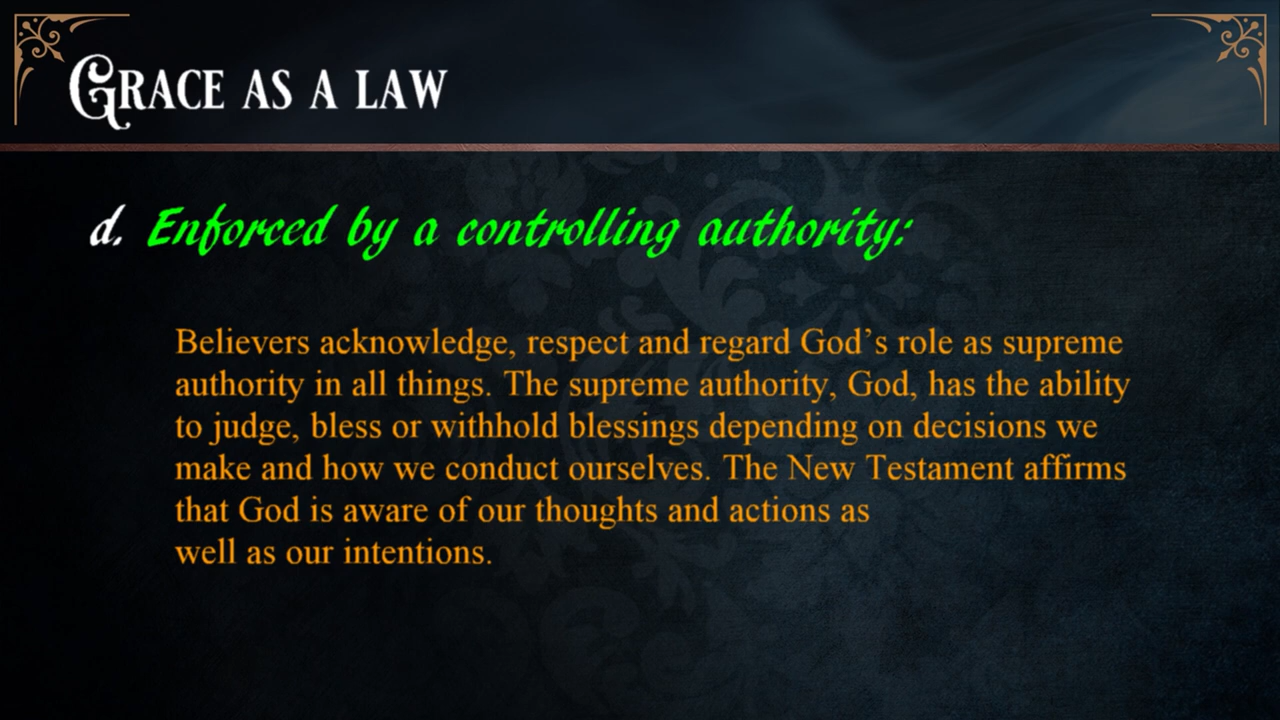 Grace as a law
d. Enforced by a controlling authority:
Believers acknowledge, respect and regard God’s role as supreme
authority in all things. The supreme authority, God, has the ability
to judge, bless or withhold blessings depending on decisions we
make and how we conduct ourselves. The New Testament affirms
that God is aware of our thoughts and actions as
well as our intentions.